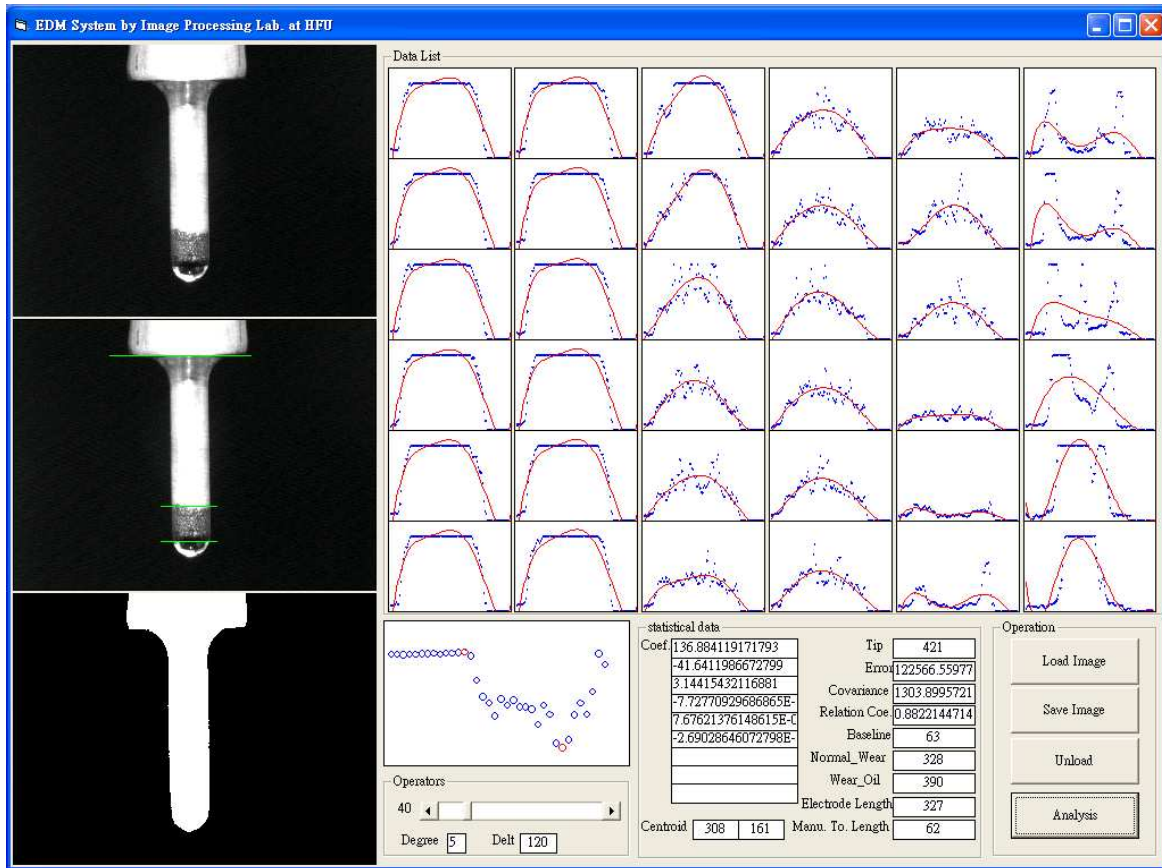 EDM System by Image Processing Lab. at HFU
Data List
statistical data
Coef.
136.884119171793
-41.6411986672799
3.14415432116881
-7.72770929686865E-
7.67621376148615E-0
-2.69028646072798E-
Tip 421
Error 122566.55977
Covariance 1303.8995721
Relation Coe. 0.8822144714
Baseline 63
Normal_Wear 328
Wear_Oil 390
Electrode Length 327
Centroid 308 161 Manu. To. Length 62
Operators
40
Degree 5 Delt 120
Operation
Load Image
Save Image
Unload
Analysis